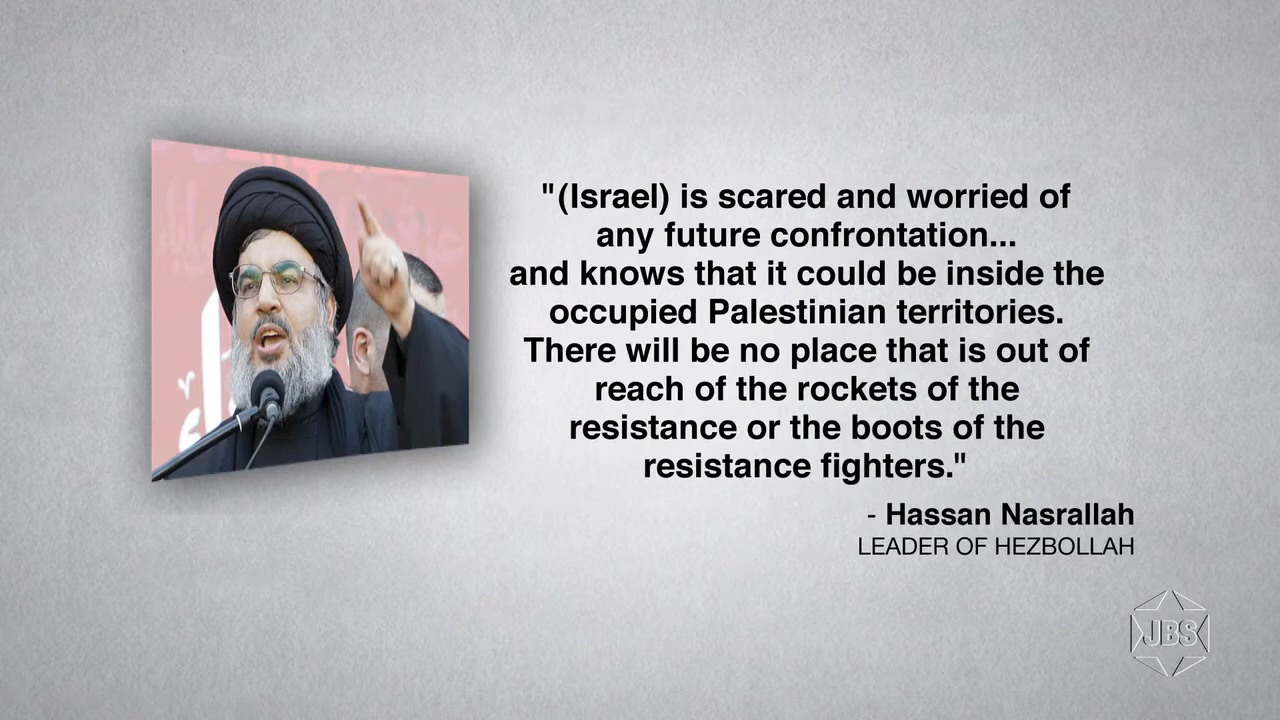 "(Israel) is scared and worried of
any future confrontation...
and knows that it could be inside the
occupied Palestinian territories.
There will be no place that is out of
reach of the rockets of the
resistance or the boots of the
resistance fighters."
- Hassan Nasrallah
LEADER OF HEZBOLLAH
JBS